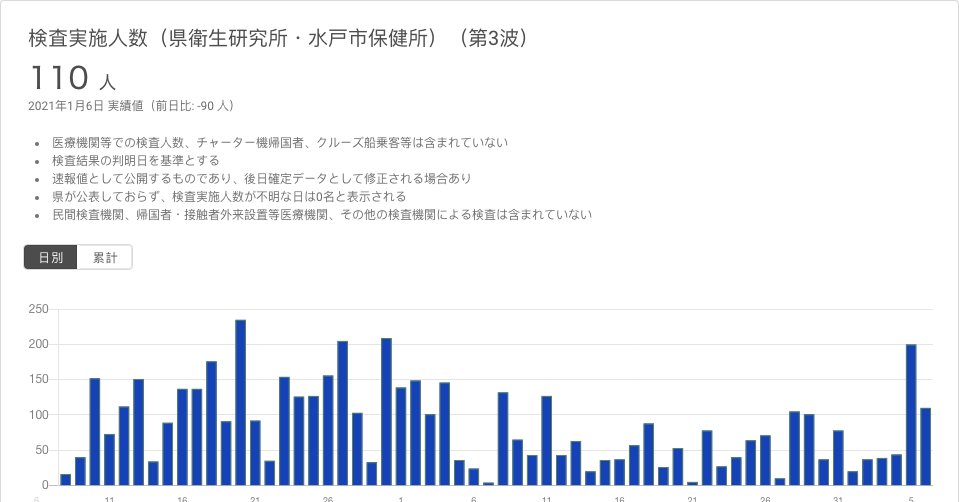 検査実施人数（県衛生研究所・水戸市保健所）（第3波）
110 人
2021年1月6日 実績値（前日比: -90 人）
• 医療機関等での検査人数、チャーター機帰国者、クルーズ船乗客等は含まれていない
• 検査結果の判明日を基準とする
• 速報値として公開するものであり、後日確定データとして修正される場合あり
• 県が公表しておらず、検査実施人数が不明な日は0名と表示される
• 民間検査機関、帰国者・接触者外来設置等医療機関、その他の検査機関による検査は含まれていない
日別 累計
250
200
150
100
50
0
6 11 16 21 26 1 6 11 16 21 26 31 5